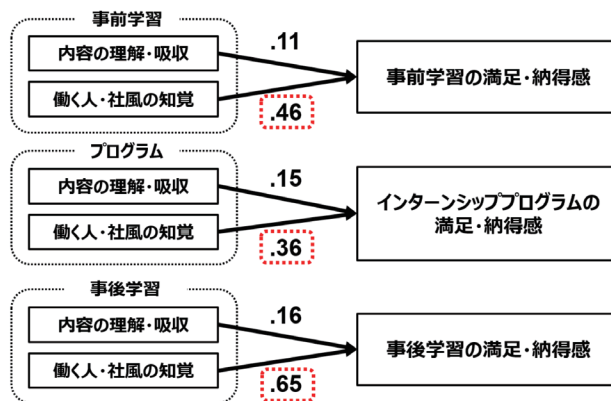 事前学習
内容の理解・吸収
.11
働く人・社風の知覚
.46
事前学習の満足・納得感
プログラム
内容の理解・吸収
.15
働く人・社風の知覚
.36
インターンシッププログラムの
満足・納得感
事後学習
内容の理解・吸収
.16
働く人・社風の知覚
.65
事後学習の満足・納得感